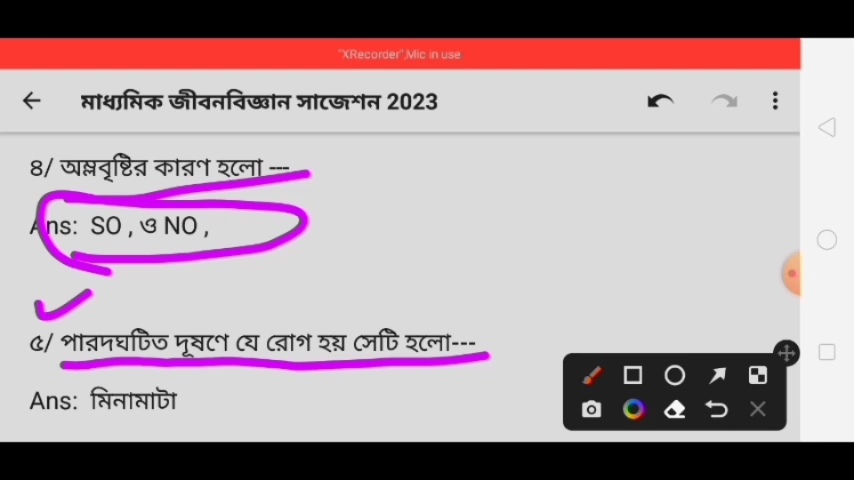 "XRecorder",Mic in use
মাধ্যমিক জীবনবিজ্ঞান সাজেশন 2023
৪/ অম্লবৃষ্টির কারণ হলো ---
Ans: SO , ও NO ,
৫/ পারদঘটিত দূষণে যে রোগ হয় সেটি হলো---
Ans: মিনামাটা